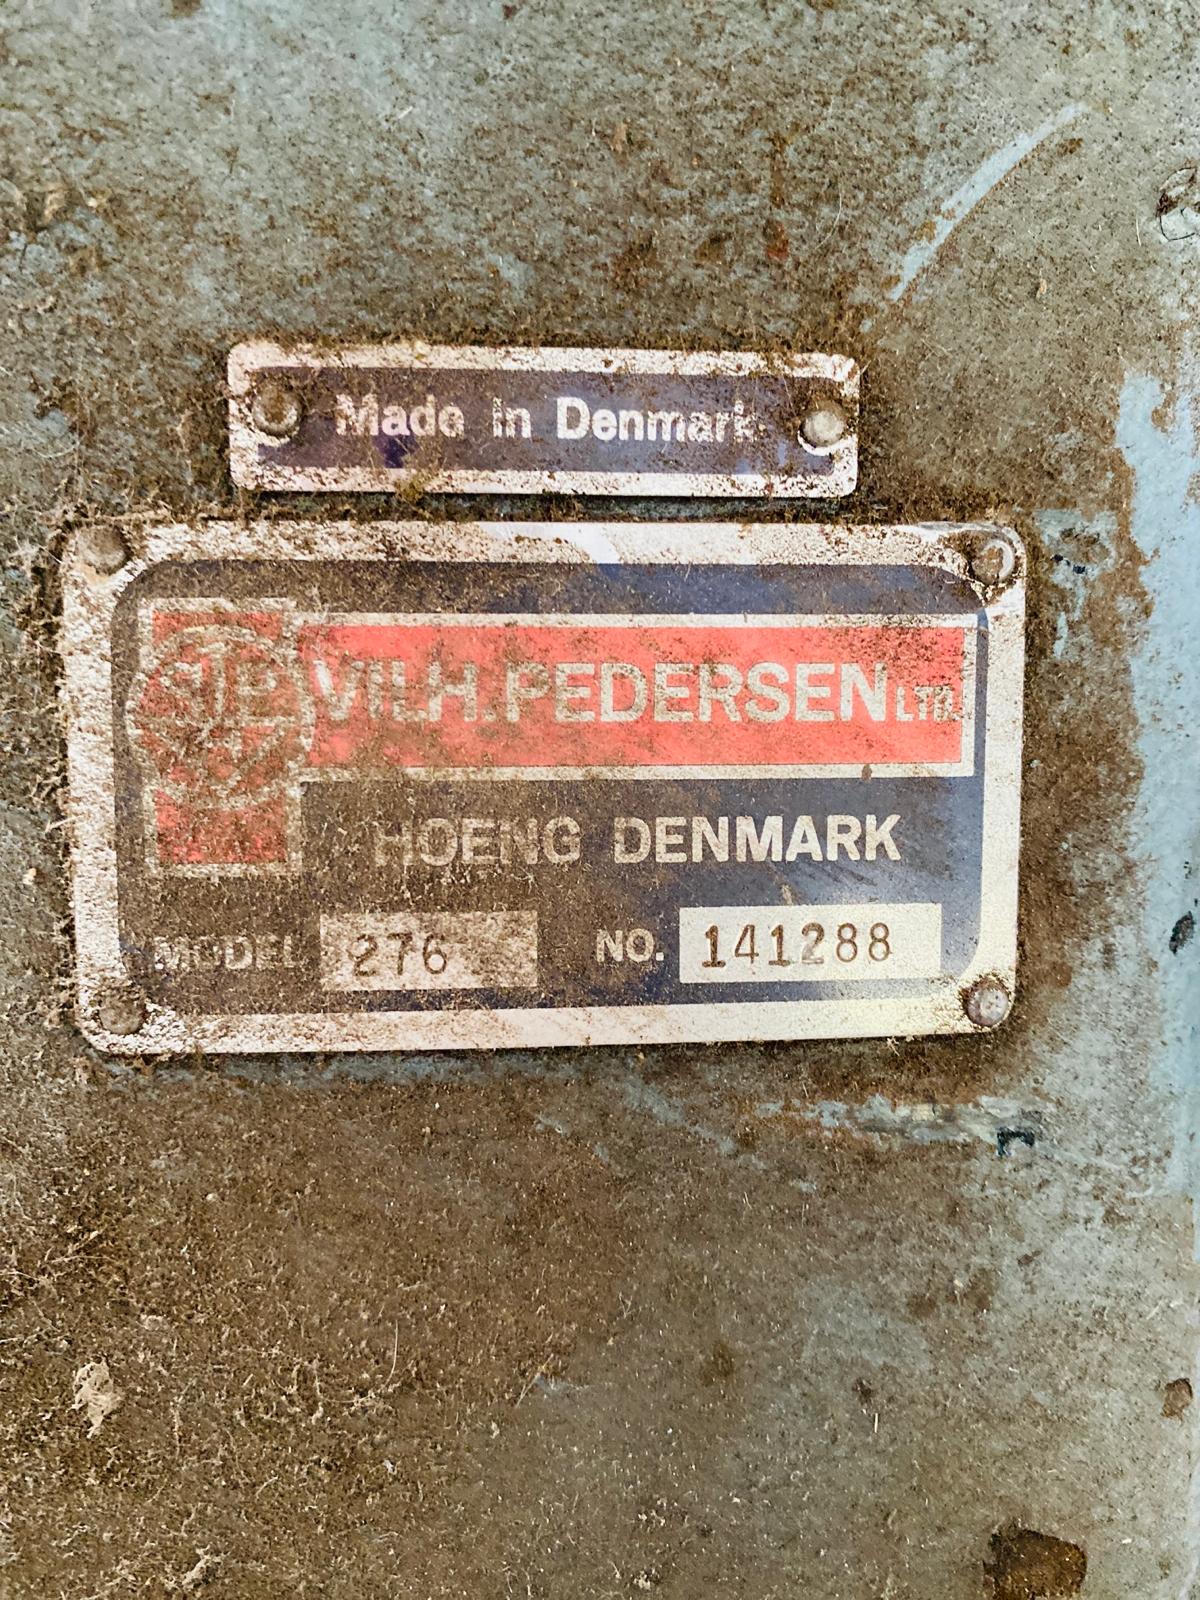 Made in Denmark
VILH. PEDERSEN LTD.
HOENG DENMARK
MODEL 276 NO. 141288